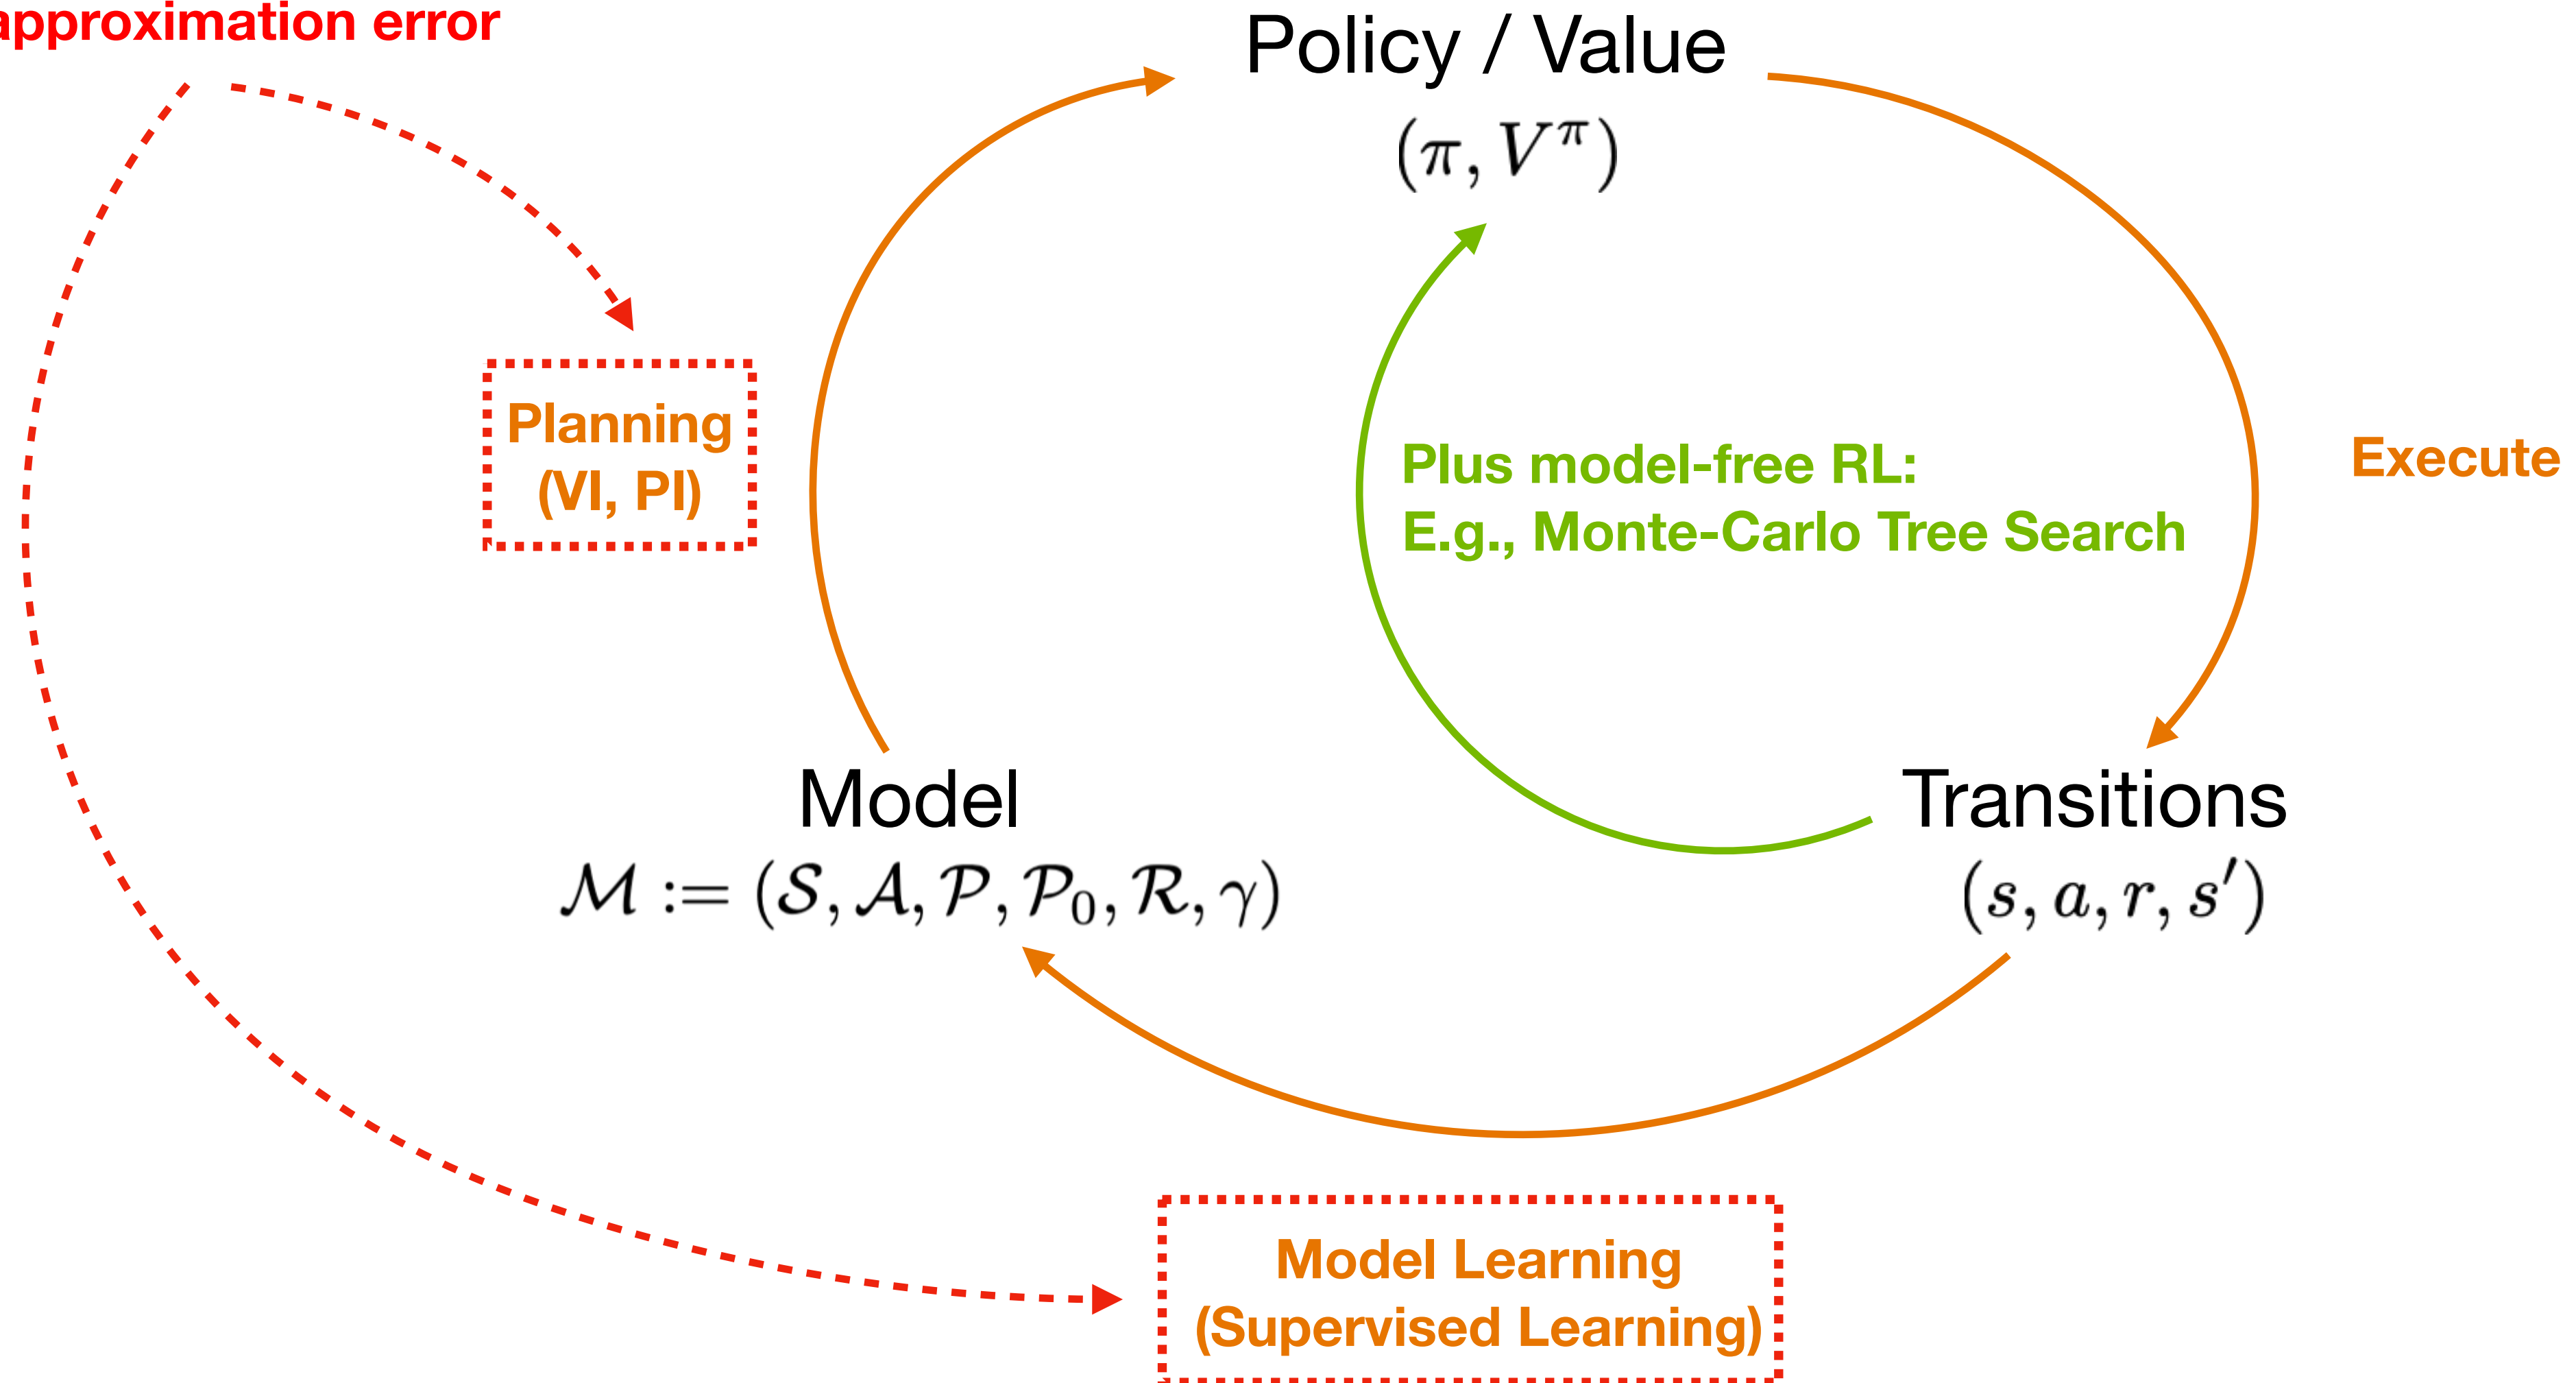 approximation error
Policy / Value
(π, V^π)
Planning
(VI, PI)
Plus model-free RL:
E.g., Monte-Carlo Tree Search
Execute
Model
ℳ := (𝒮, 𝒜, 𝒫, 𝒫₀, ℛ, γ)
Transitions
(s, a, r, s′)
Model Learning
(Supervised Learning)